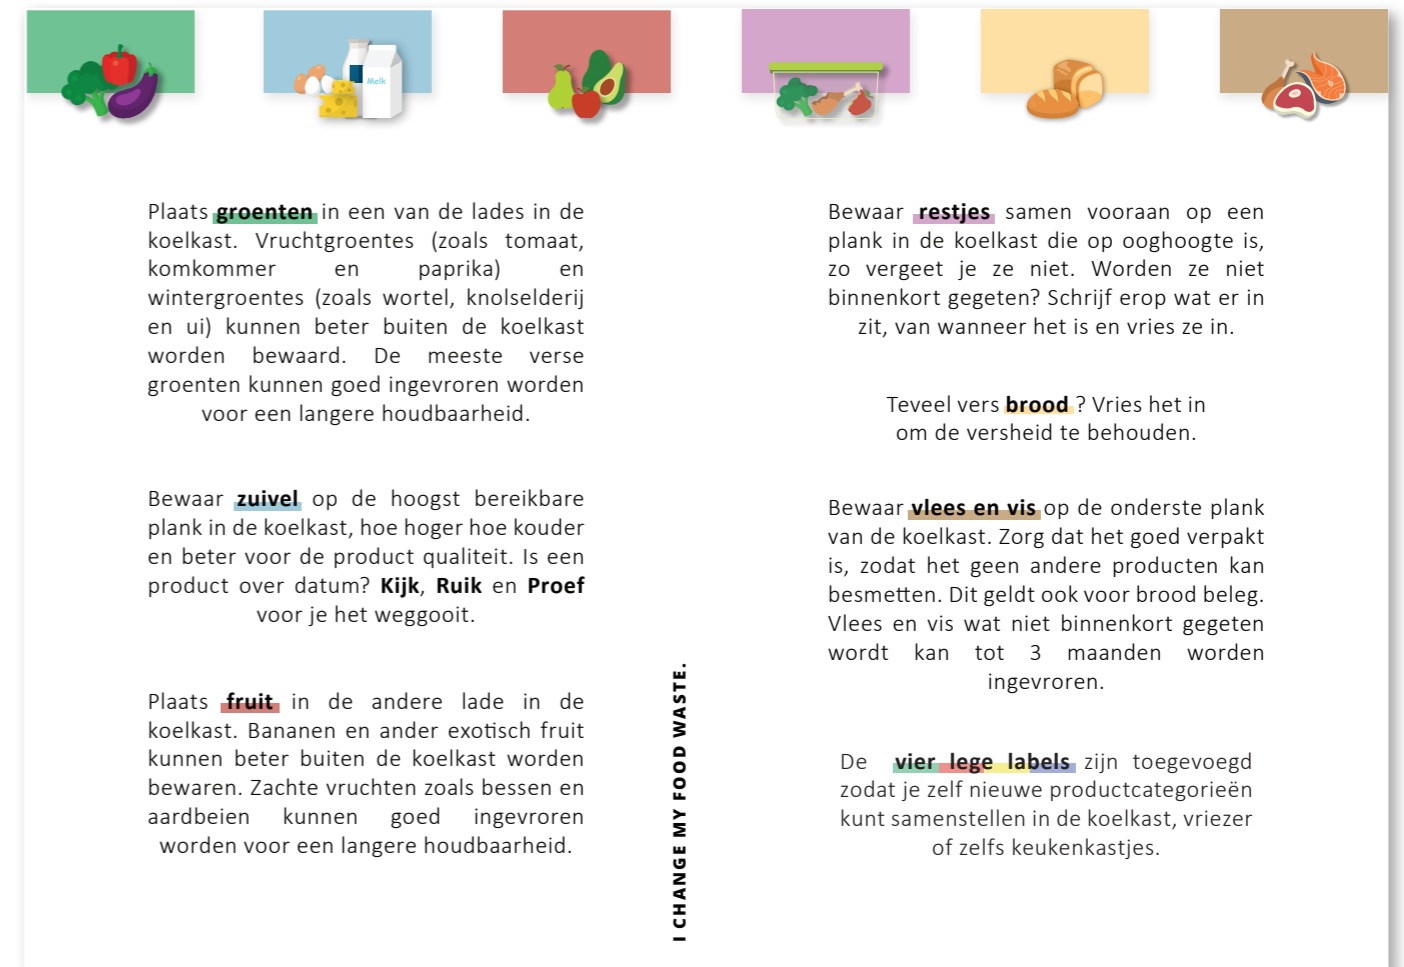 Melk
Plaats groenten in een van de lades in de
koelkast. Vruchtgroentes (zoals tomaat,
komkommer en paprika) en
wintergroentes (zoals wortel, knolselderij
en ui) kunnen beter buiten de koelkast
worden bewaard. De meeste verse
groenten kunnen goed ingevroren worden
voor een langere houdbaarheid.
Bewaar zuivel op de hoogst bereikbare
plank in de koelkast, hoe hoger hoe kouder
en beter voor de product qualiteit. Is een
product over datum? Kijk, Ruik en Proef
voor je het weggooit.
Plaats fruit in de andere lade in de
koelkast. Bananen en ander exotisch fruit
kunnen beter buiten de koelkast worden
bewaren. Zachte vruchten zoals bessen en
aardbeien kunnen goed ingevroren
worden voor een langere houdbaarheid.
I CHANGE MY FOOD WASTE.
Bewaar restjes samen vooraan op een
plank in de koelkast die op ooghoogte is,
zo vergeet je ze niet. Worden ze niet
binnenkort gegeten? Schrijf erop wat er in
zit, van wanneer het is en vries ze in.
Teveel vers brood ? Vries het in
om de versheid te behouden.
Bewaar vlees en vis op de onderste plank
van de koelkast. Zorg dat het goed verpakt
is, zodat het geen andere producten kan
besmetten. Dit geldt ook voor brood beleg.
Vlees en vis wat niet binnenkort gegeten
wordt kan tot 3 maanden worden
ingevroren.
De vier lege labels zijn toegevoegd
zodat je zelf nieuwe productcategorieën
kunt samenstellen in de koelkast, vriezer
of zelfs keukenkastjes.